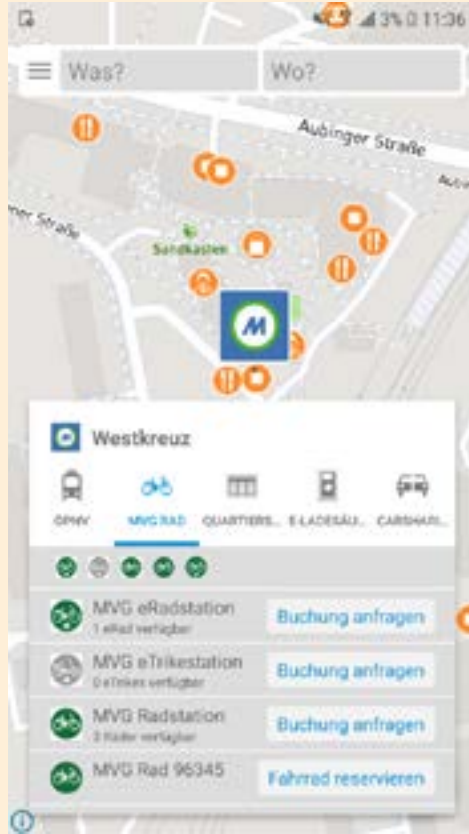 3% 11:36
Was? Wo?
Aubinger Straße
Straße
Sandkasten
M
Westkreuz
ÖPNV MVG RAD QUARTIERS... E-LADESÄU... CARSHARI...
MVG eRadstation
1 eRad verfügbar
Buchung anfragen
MVG eTrikestation
0 eTrikes verfügbar
Buchung anfragen
MVG Radstation
3 Räder verfügbar
Buchung anfragen
MVG Rad 96345
Fahrrad reservieren